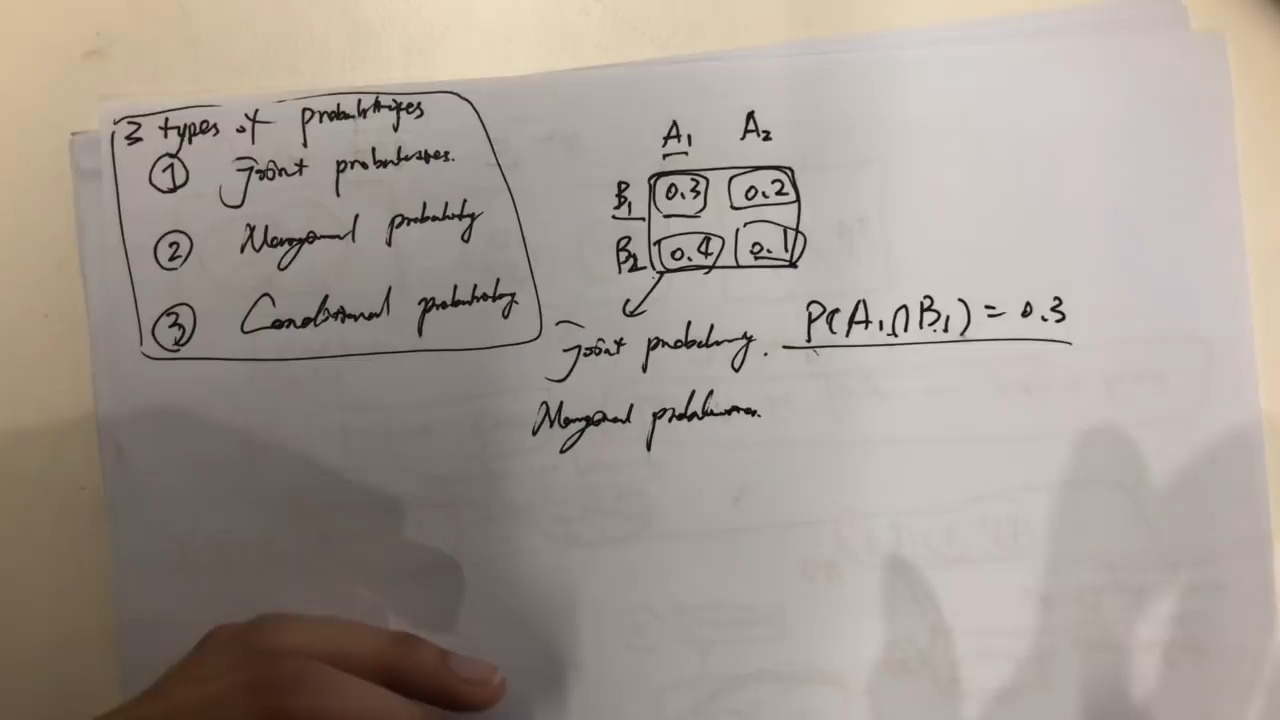 3 types of probabilities
① Joint probabilities.
② Marginal probability
③ Conditional probability
A₁ A₂
B₁ 0.3 0.2
B₂ 0.4 0.1
Joint probability. P(A₁∩B₁) = 0.3
Marginal probabilities.